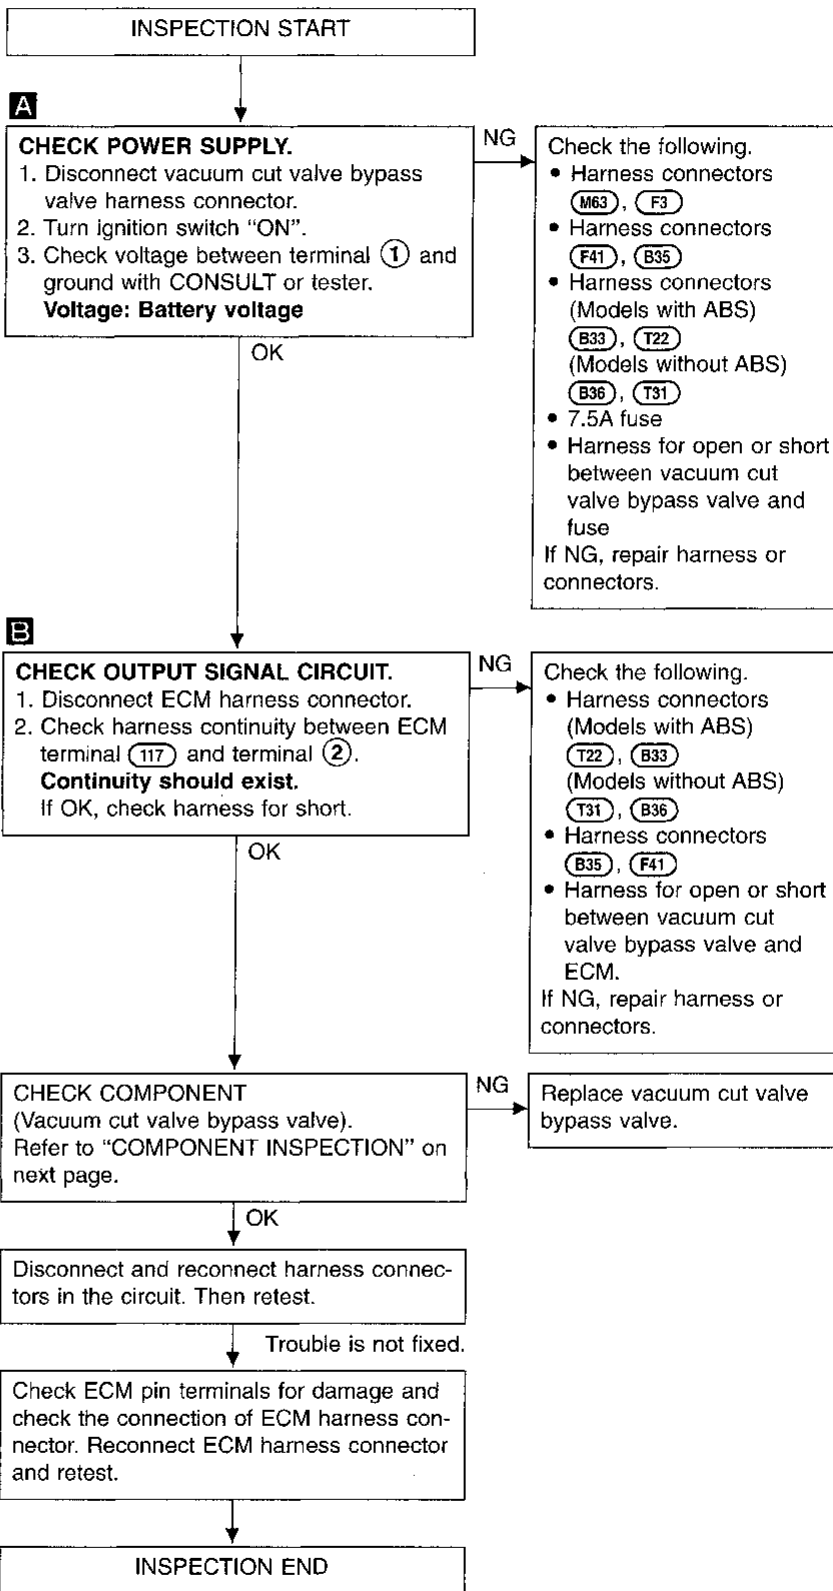 INSPECTION START
A
CHECK POWER SUPPLY.
1. Disconnect vacuum cut valve bypass
valve harness connector.
2. Turn ignition switch “ON”.
3. Check voltage between terminal ① and
ground with CONSULT or tester.
Voltage: Battery voltage
NG
Check the following.
• Harness connectors
M63, F3
• Harness connectors
F41, B35
• Harness connectors
(Models with ABS)
B33, T22
(Models without ABS)
B36, T31
• 7.5A fuse
• Harness for open or short
between vacuum cut
valve bypass valve and
fuse
If NG, repair harness or
connectors.
OK
B
CHECK OUTPUT SIGNAL CIRCUIT.
1. Disconnect ECM harness connector.
2. Check harness continuity between ECM
terminal 117 and terminal ②.
Continuity should exist.
If OK, check harness for short.
NG
Check the following.
• Harness connectors
(Models with ABS)
T22, B33
(Models without ABS)
T31, B36
• Harness connectors
B35, F41
• Harness for open or short
between vacuum cut
valve bypass valve and
ECM.
If NG, repair harness or
connectors.
OK
CHECK COMPONENT
(Vacuum cut valve bypass valve).
Refer to “COMPONENT INSPECTION” on
next page.
NG
Replace vacuum cut valve
bypass valve.
OK
Disconnect and reconnect harness connec-
tors in the circuit. Then retest.
Trouble is not fixed.
Check ECM pin terminals for damage and
check the connection of ECM harness con-
nector. Reconnect ECM harness connector
and retest.
INSPECTION END